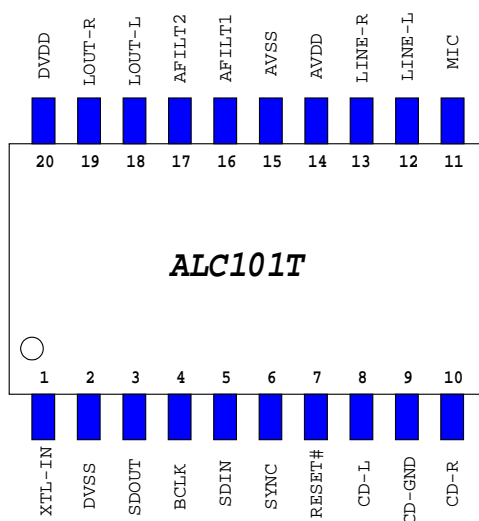 DVDD LOUT-R LOUT-L AFILT2 AFILT1 AVSS AVDD LINE-R LINE-L MIC
20 19 18 17 16 15 14 13 12 11
ALC101T
1 2 3 4 5 6 7 8 9 10
XTL-IN DVSS SDOUT BCLK SDIN SYNC RESET# CD-L CD-GND CD-R